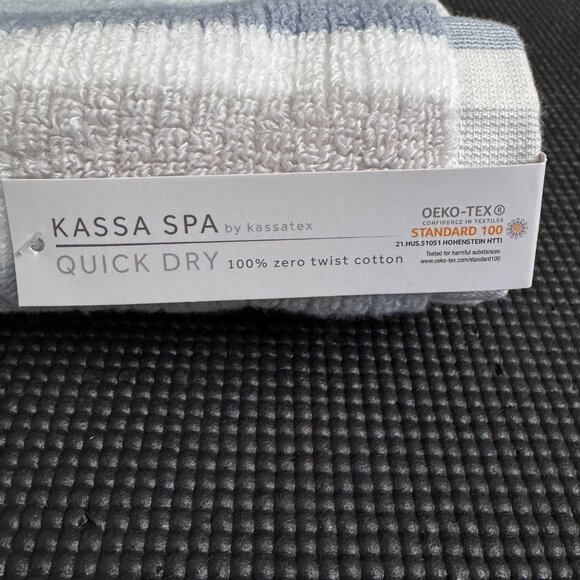 KASSA SPA by kassatex
QUICK DRY 100% zero twist cotton
OEKO-TEX®
CONFIDENCE IN TEXTILES
STANDARD 100
21.HUS.51051 HOHENSTEIN HTTI
Tested for harmful substances.
www.oeko-tex.com/standard100